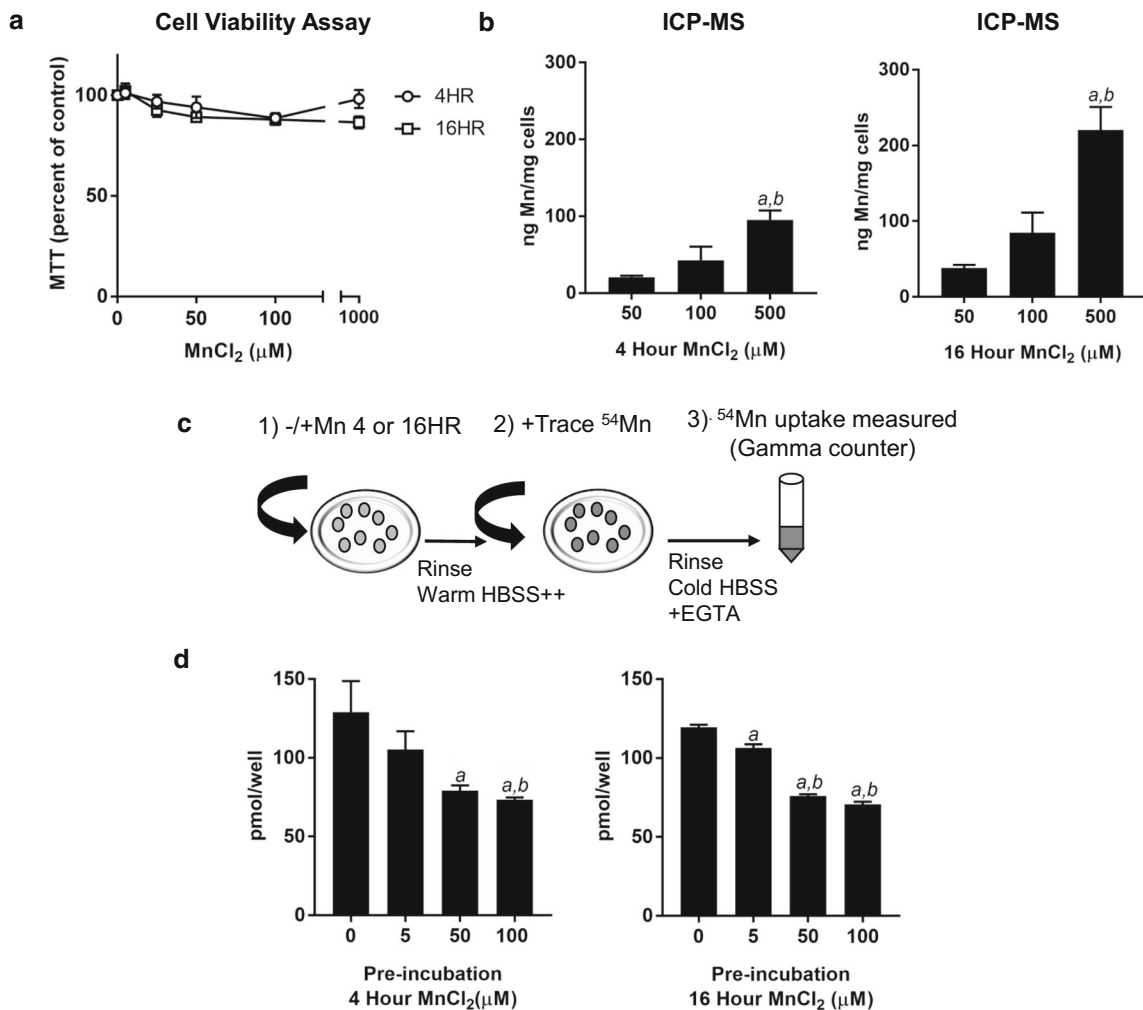 a
Cell Viability Assay
MTT (percent of control)
100
50
0
0
50
100
1000
MnCl2 (μM)
4HR
16HR
b
ICP-MS
ng Mn/mg cells
300
200
100
0
a,b
50
100
500
4 Hour MnCl2 (μM)
ICP-MS
ng Mn/mg cells
300
200
100
0
a,b
50
100
500
16 Hour MnCl2 (μM)
c
1) -/+Mn 4 or 16HR
2) +Trace 54Mn
3). 54Mn uptake measured
(Gamma counter)
Rinse
Warm HBSS++
Rinse
Cold HBSS
+EGTA
d
pmol/well
150
100
50
0
a
a,b
0
5
50
100
Pre-incubation
4 Hour MnCl2(μM)
pmol/well
150
100
50
0
a
a,b
a,b
0
5
50
100
Pre-incubation
16 Hour MnCl2 (μM)